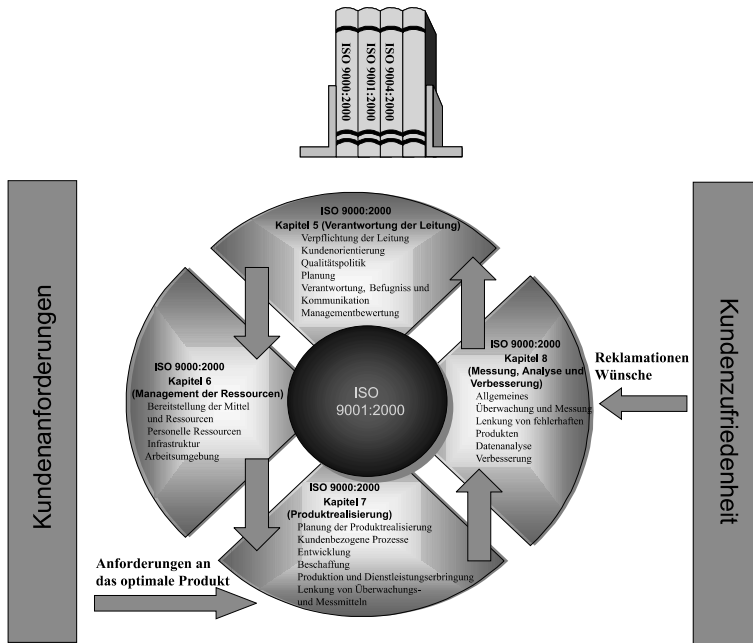 ISO 9000:2000
ISO 9001:2000
ISO 9004:2000
Kundenanforderungen
ISO 9000:2000
Kapitel 5 (Verantwortung der Leitung)
Verpflichtung der Leitung
Kundenorientierung
Qualitätspolitik
Planung
Verantwortung, Befugniss und
Kommunikation
Managementbewertung
ISO 9000:2000
Kapitel 6
(Management der Ressourcen)
Bereitstellung der Mittel
und Ressourcen
Personelle Ressourcen
Infrastruktur
Arbeitsumgebung
ISO
9001:2000
ISO 9000:2000
Kapitel 8
(Messung, Analyse und
Verbesserung)
Allgemeines
Überwachung und Messung
Lenkung von fehlerhaften
Produkten
Datenanalyse
Verbesserung
Reklamationen
Wünsche
Kundenzufriedenheit
ISO 9000:2000
Kapitel 7
(Produktrealisierung)
Planung der Produktrealisierung
Kundenbezogene Prozesse
Entwicklung
Beschaffung
Produktion und Dienstleistungserbringung
Lenkung von Überwachungs-
und Messmitteln
Anforderungen an
das optimale Produkt